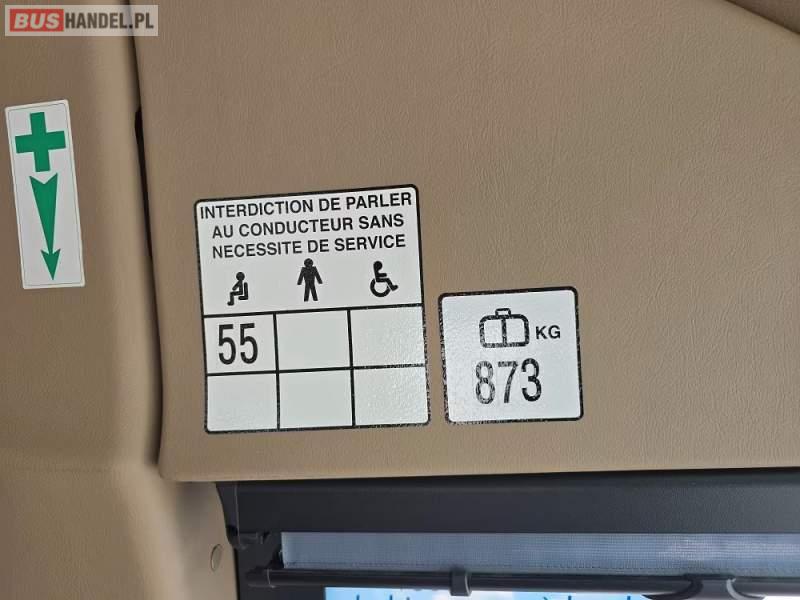 BUSHANDEL.PL
INTERDICTION DE PARLER
AU CONDUCTEUR SANS
NECESSITE DE SERVICE
55
KG
873